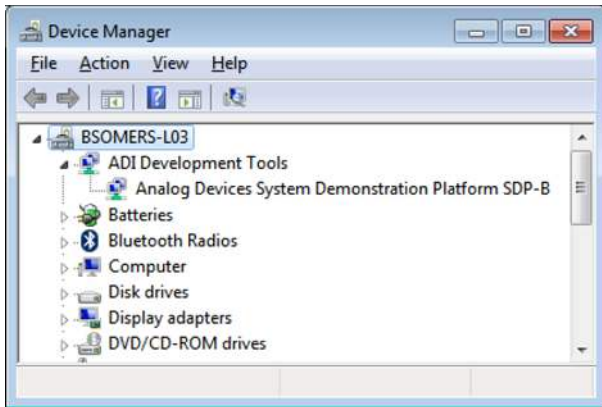 Device Manager
File Action View Help
BSOMERS-L03
ADI Development Tools
Analog Devices System Demonstration Platform SDP-B
Batteries
Bluetooth Radios
Computer
Disk drives
Display adapters
DVD/CD-ROM drives